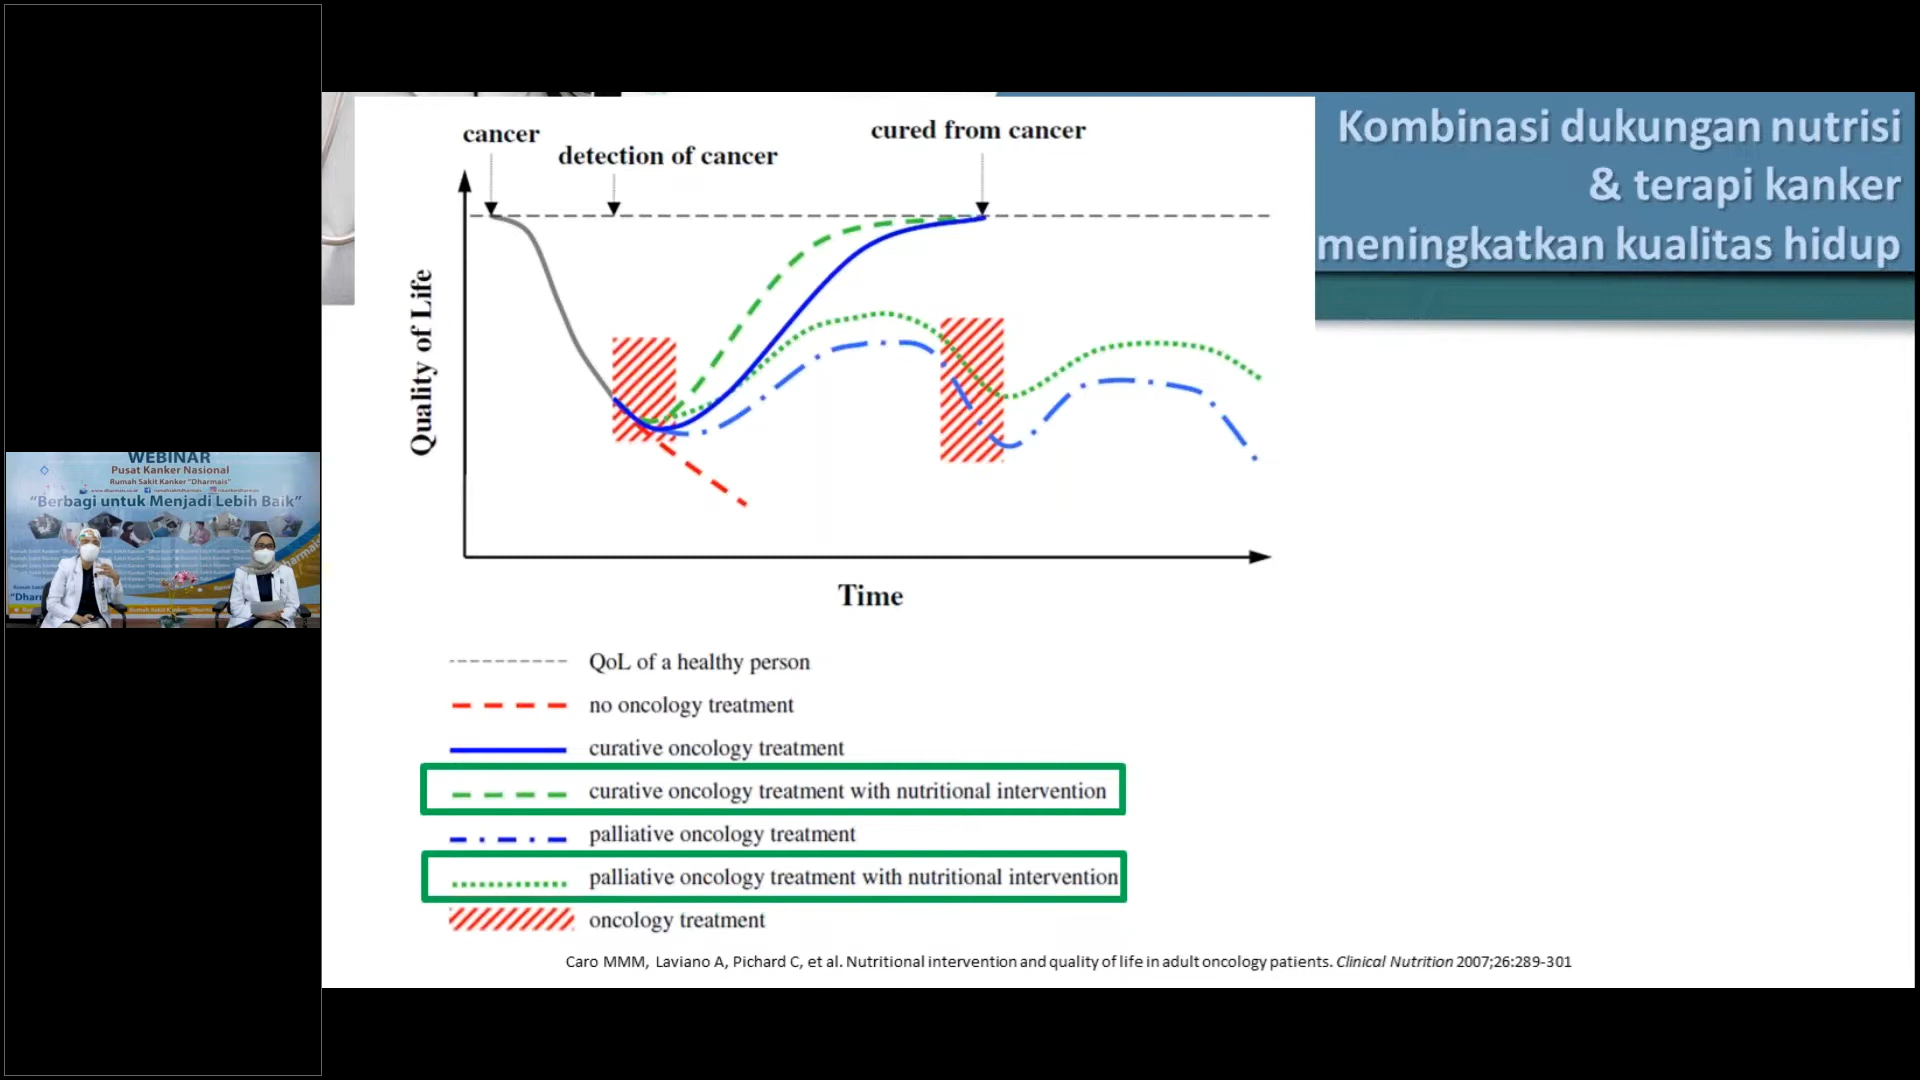 Kombinasi dukungan nutrisi
& terapi kanker
meningkatkan kualitas hidup
cancer
detection of cancer
cured from cancer
Quality of Life
Time
QoL of a healthy person
no oncology treatment
curative oncology treatment
curative oncology treatment with nutritional intervention
palliative oncology treatment
palliative oncology treatment with nutritional intervention
oncology treatment
Caro MMM, Laviano A, Pichard C, et al. Nutritional intervention and quality of life in adult oncology patients. Clinical Nutrition 2007;26:289-301
WEBINAR
Pusat Kanker Nasional
Rumah Sakit Kanker "Dharmais"
"Berbagi untuk Menjadi Lebih Baik"